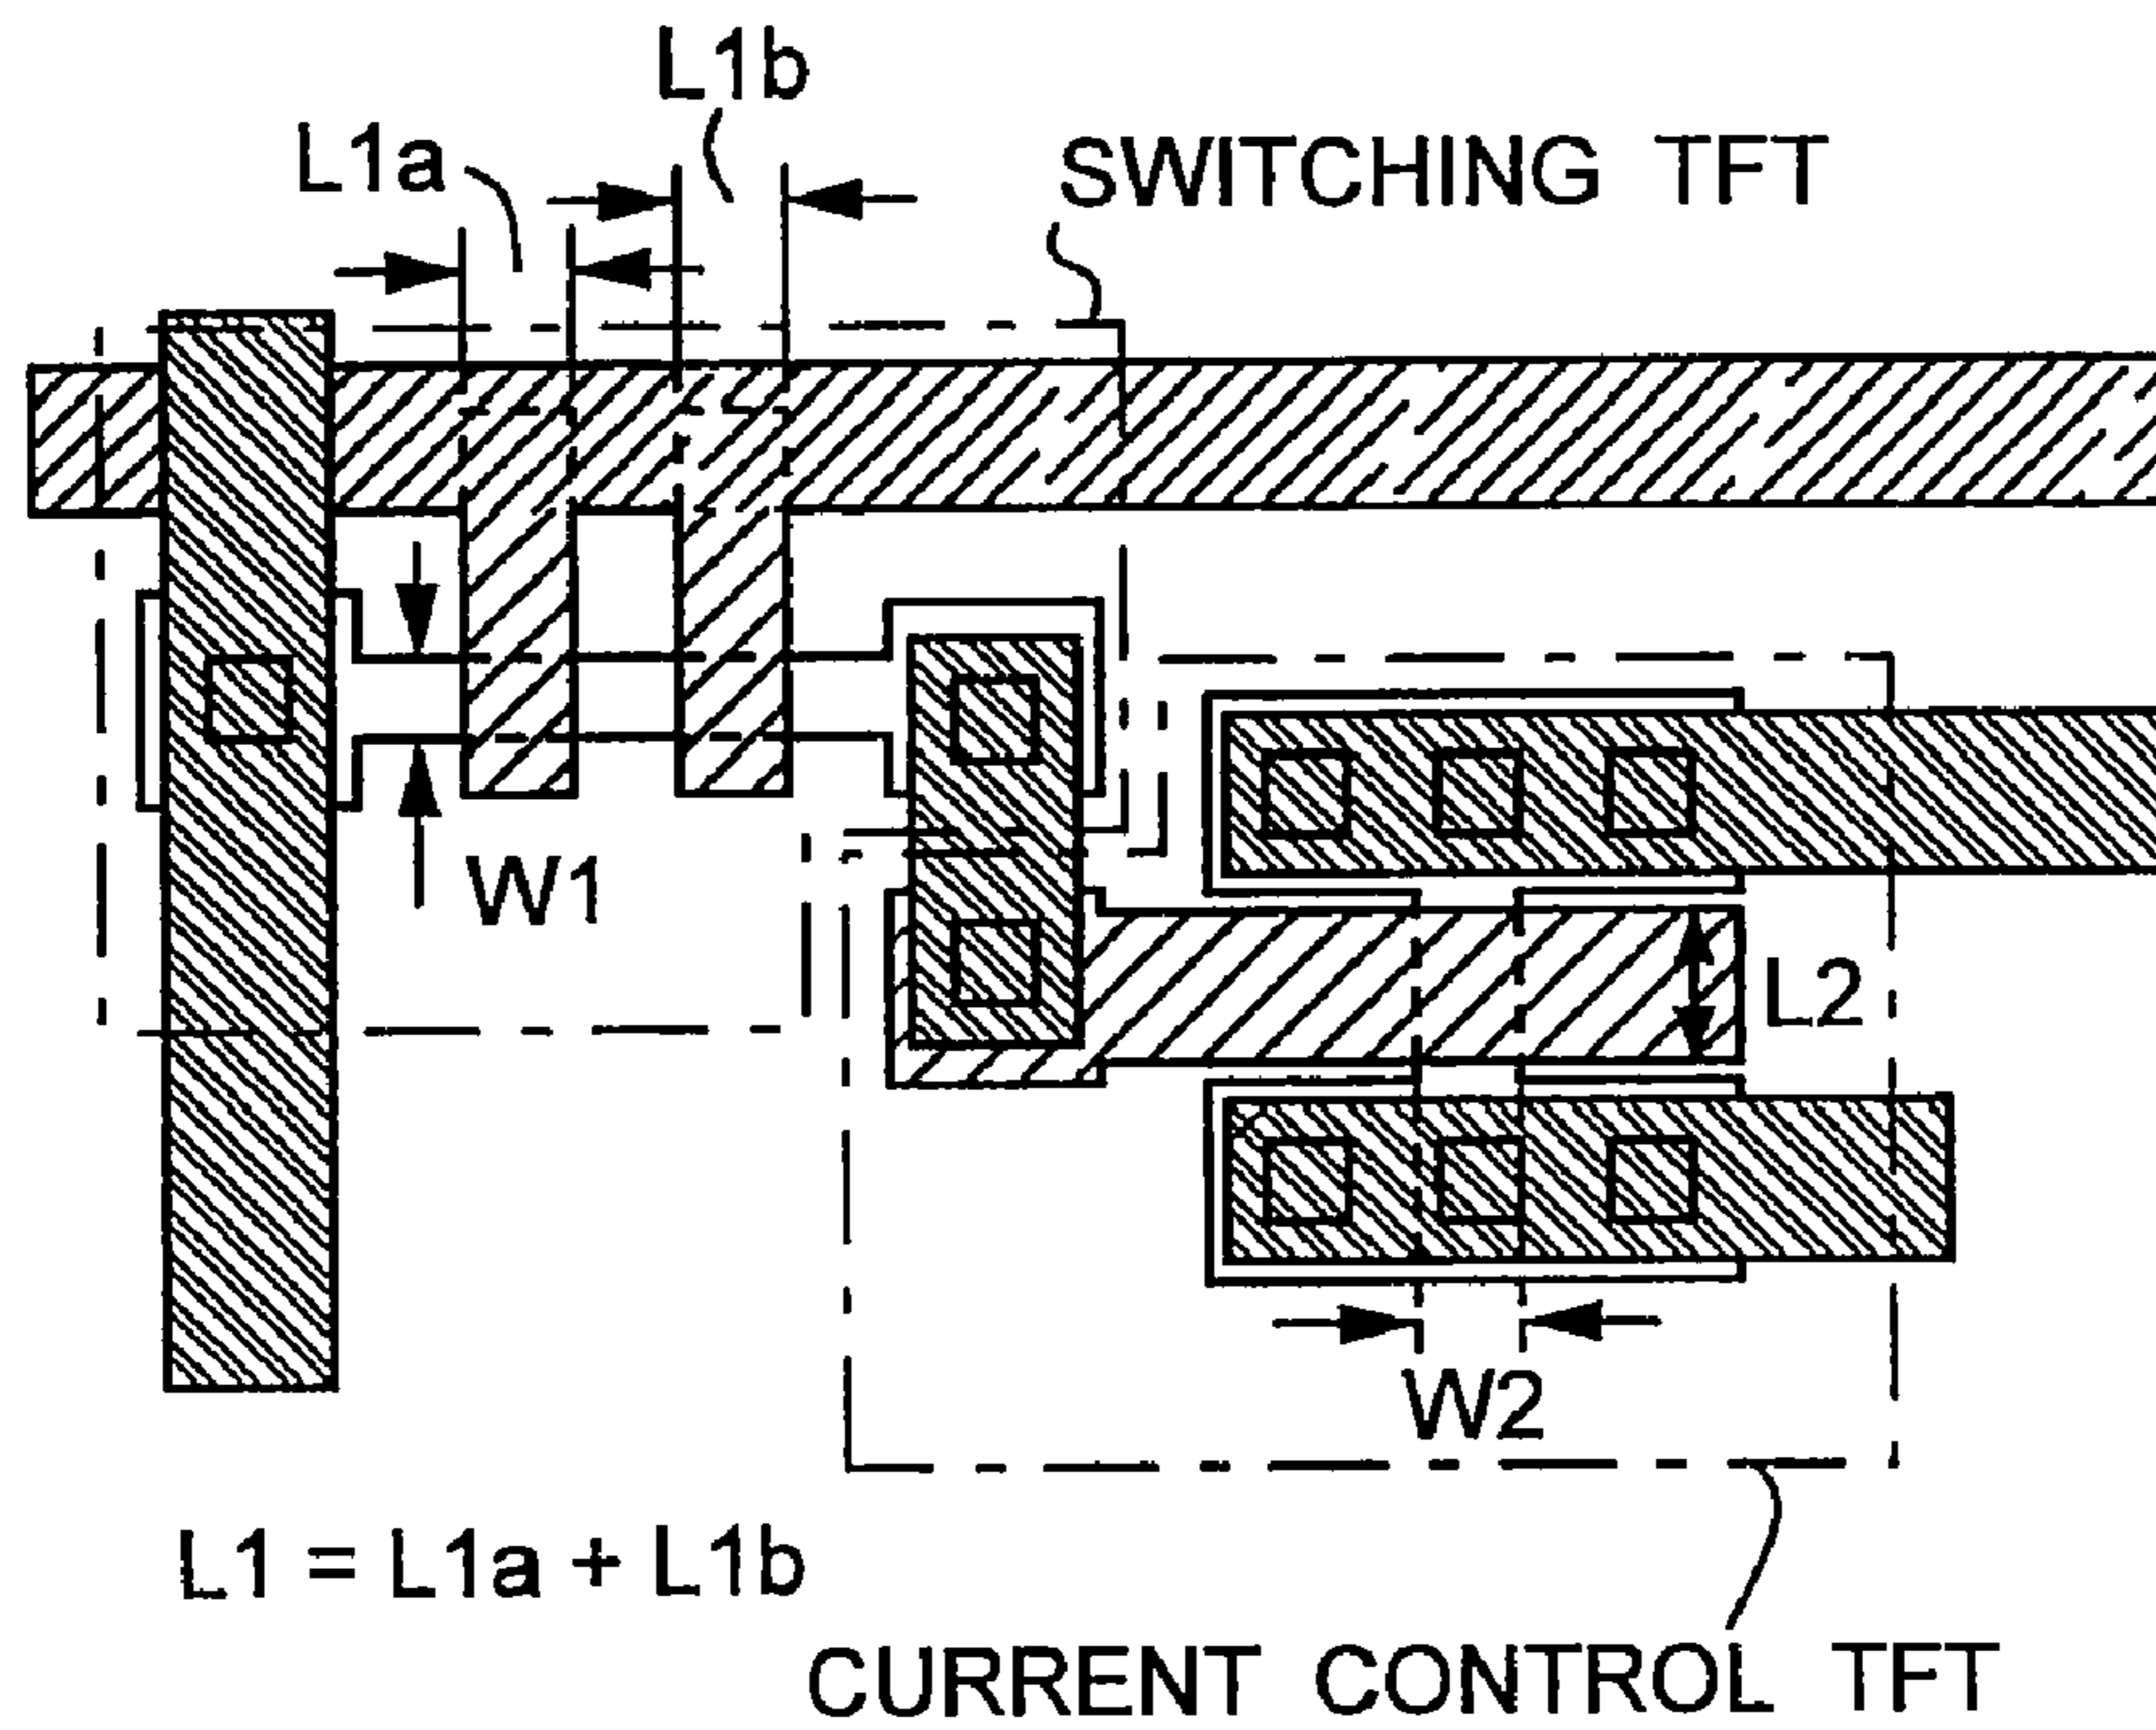 L1b
L1a
SWITCHING TFT
W1
L2
W2
L1 = L1a + L1b
CURRENT CONTROL TFT